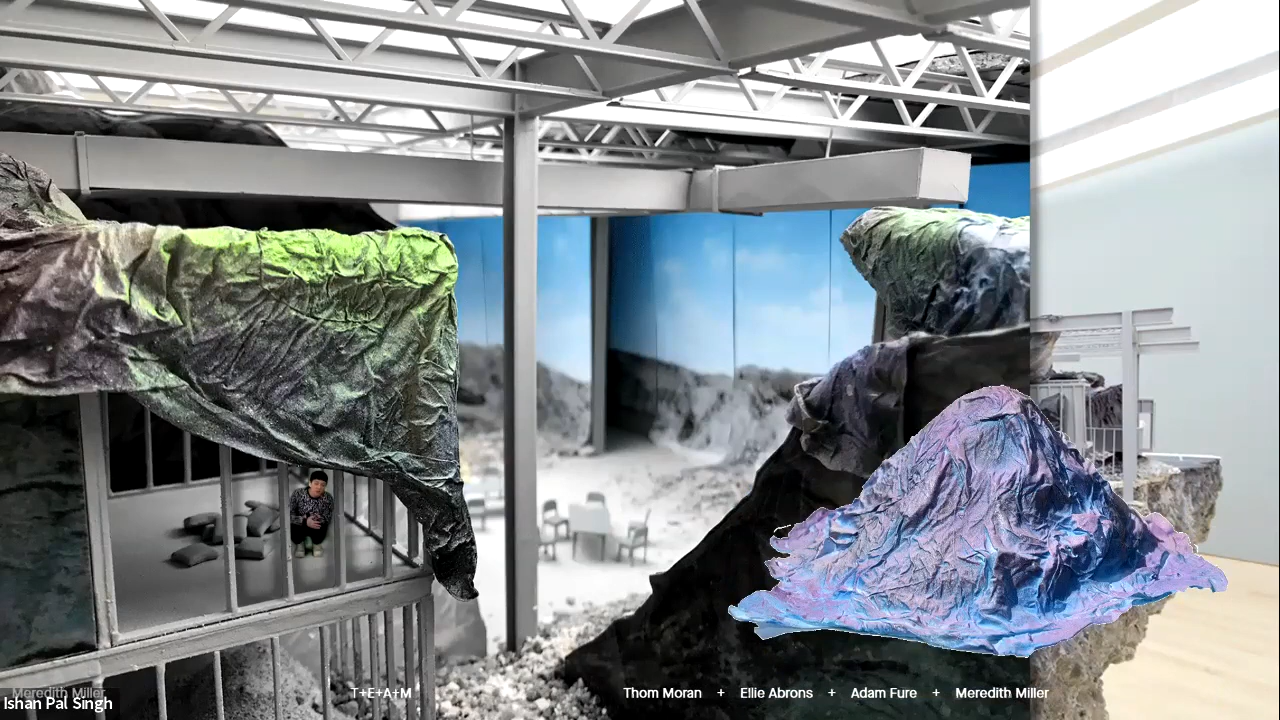 Meredith Miller
Ishan Pal Singh
T+E+A+M
Thom Moran + Ellie Abrons + Adam Fure + Meredith Miller